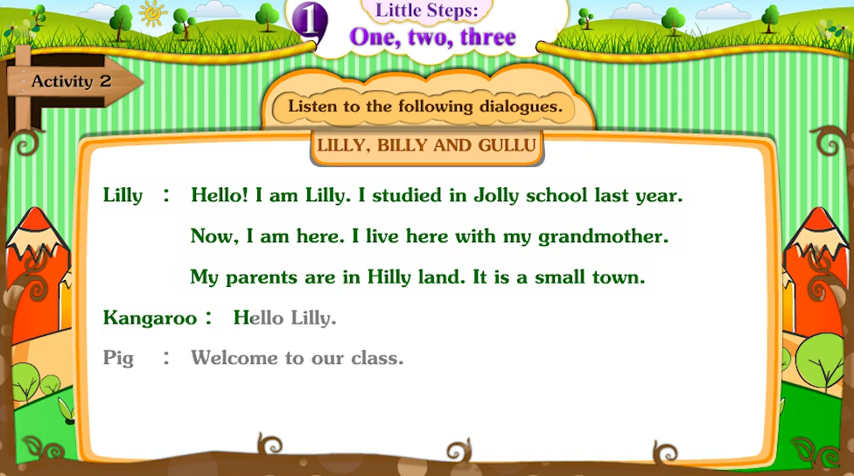 1
Little Steps:
One, two, three
Activity 2
Listen to the following dialogues.
LILLY, BILLY AND GULLU
Lilly : Hello! I am Lilly. I studied in Jolly school last year.
Now, I am here. I live here with my grandmother.
My parents are in Hilly land. It is a small town.
Kangaroo : Hello Lilly.
Pig : Welcome to our class.